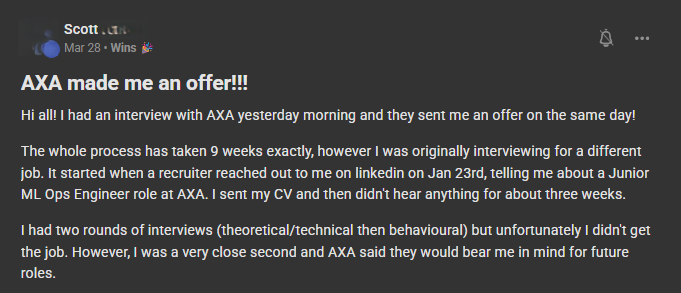 Scott
Mar 28 • Wins 🎉
AXA made me an offer!!!
Hi all! I had an interview with AXA yesterday morning and they sent me an offer on the same day!
The whole process has taken 9 weeks exactly, however I was originally interviewing for a different
job. It started when a recruiter reached out to me on linkedin on Jan 23rd, telling me about a Junior
ML Ops Engineer role at AXA. I sent my CV and then didn't hear anything for about three weeks.
I had two rounds of interviews (theoretical/technical then behavioural) but unfortunately I didn't get
the job. However, I was a very close second and AXA said they would bear me in mind for future
roles.